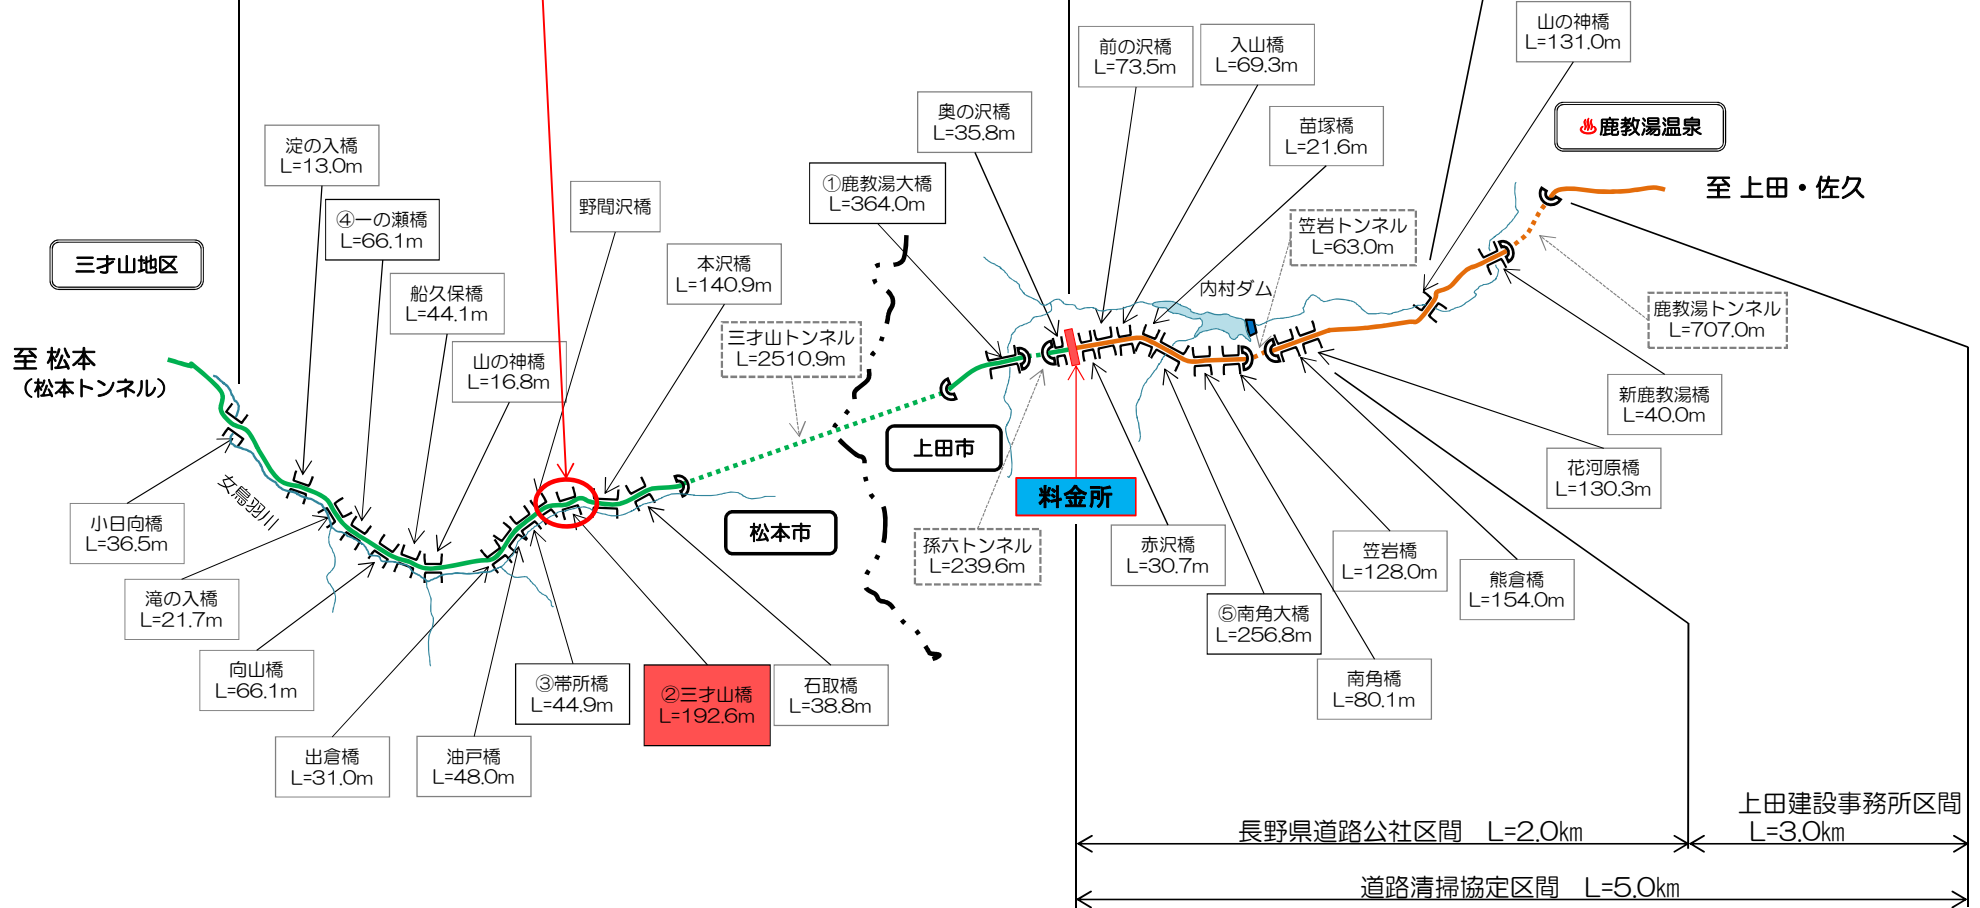 山の神橋
L=131.0m
前の沢橋
L=73.5m
入山橋
L=69.3m
奥の沢橋
L=35.8m
苗塚橋
L=21.6m
♨鹿教湯温泉
淀の入橋
L=13.0m
①鹿教湯大橋
L=364.0m
至 上田・佐久
④一の瀬橋
L=66.1m
野間沢橋
笠岩トンネル
L=63.0m
三才山地区
本沢橋
L=140.9m
船久保橋
L=44.1m
内村ダム
鹿教湯トンネル
L=707.0m
三才山トンネル
L=2510.9m
至 松本
(松本トンネル)
山の神橋
L=16.8m
新鹿教湯橋
L=40.0m
上田市
花河原橋
L=130.3m
女鳥羽川
料金所
小日向橋
L=36.5m
松本市
孫六トンネル
L=239.6m
赤沢橋
L=30.7m
笠岩橋
L=128.0m
熊倉橋
L=154.0m
滝の入橋
L=21.7m
⑤南角大橋
L=256.8m
向山橋
L=66.1m
③帯所橋
L=44.9m
②三才山橋
L=192.6m
石取橋
L=38.8m
南角橋
L=80.1m
出倉橋
L=31.0m
油戸橋
L=48.0m
上田建設事務所区間
L=3.0km
長野県道路公社区間 L=2.0km
道路清掃協定区間 L=5.0km